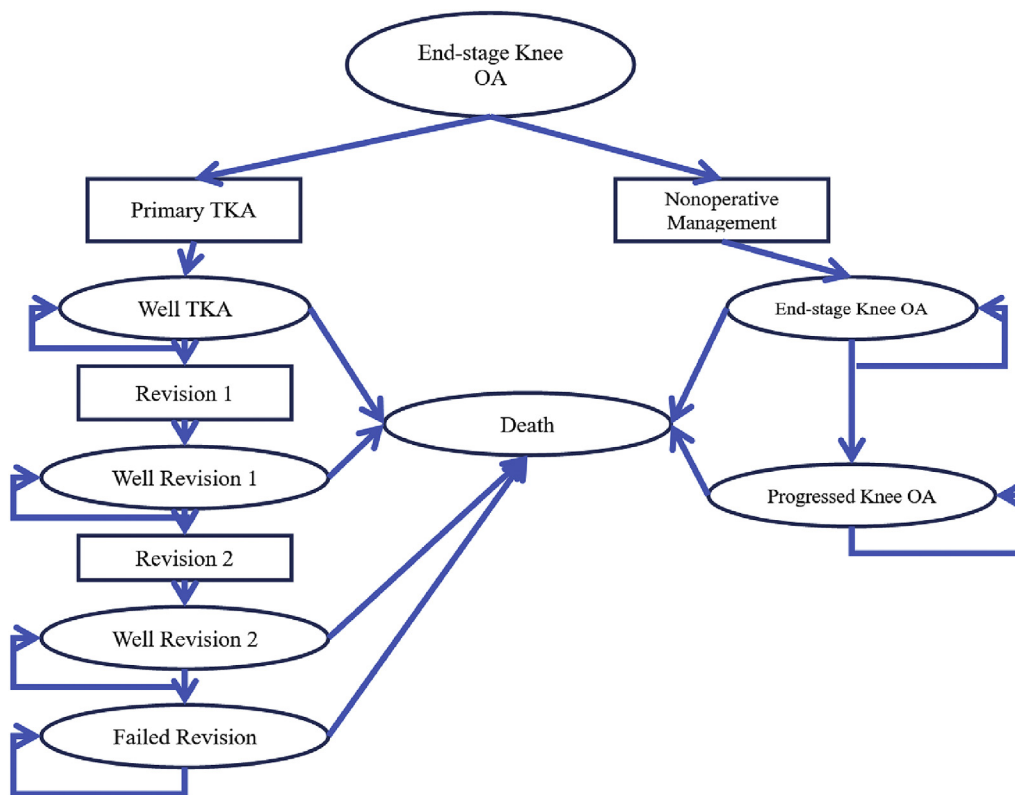 End-stage Knee
OA
Primary TKA
Nonoperative
Management
Well TKA
End-stage Knee OA
Revision 1
Death
Well Revision 1
Progressed Knee OA
Revision 2
Well Revision 2
Failed Revision